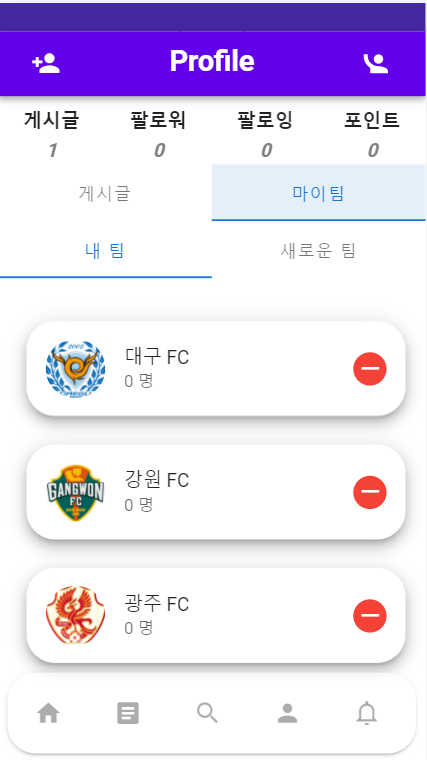 Profile
게시글 팔로워 팔로잉 포인트
1 0 0 0
게시글 마이팀
내 팀 새로운 팀
대구 FC
0 명
강원 FC
0 명
GANGWON
FC
광주 FC
0 명